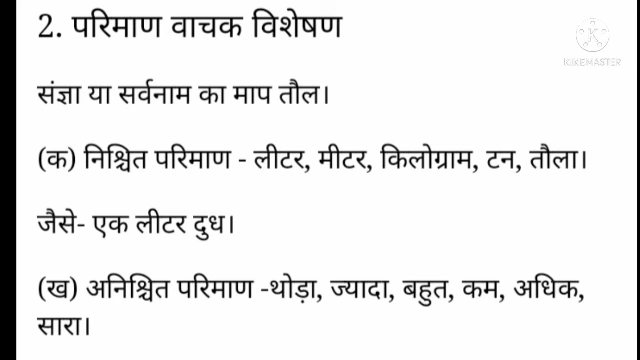 2. परिमाण वाचक विशेषण
संज्ञा या सर्वनाम का माप तौल।
(क) निश्चित परिमाण - लीटर, मीटर, किलोग्राम, टन, तौला।
जैसे- एक लीटर दुध।
(ख) अनिश्चित परिमाण -थोड़ा, ज्यादा, बहुत, कम, अधिक,
सारा।
KINEMASTER